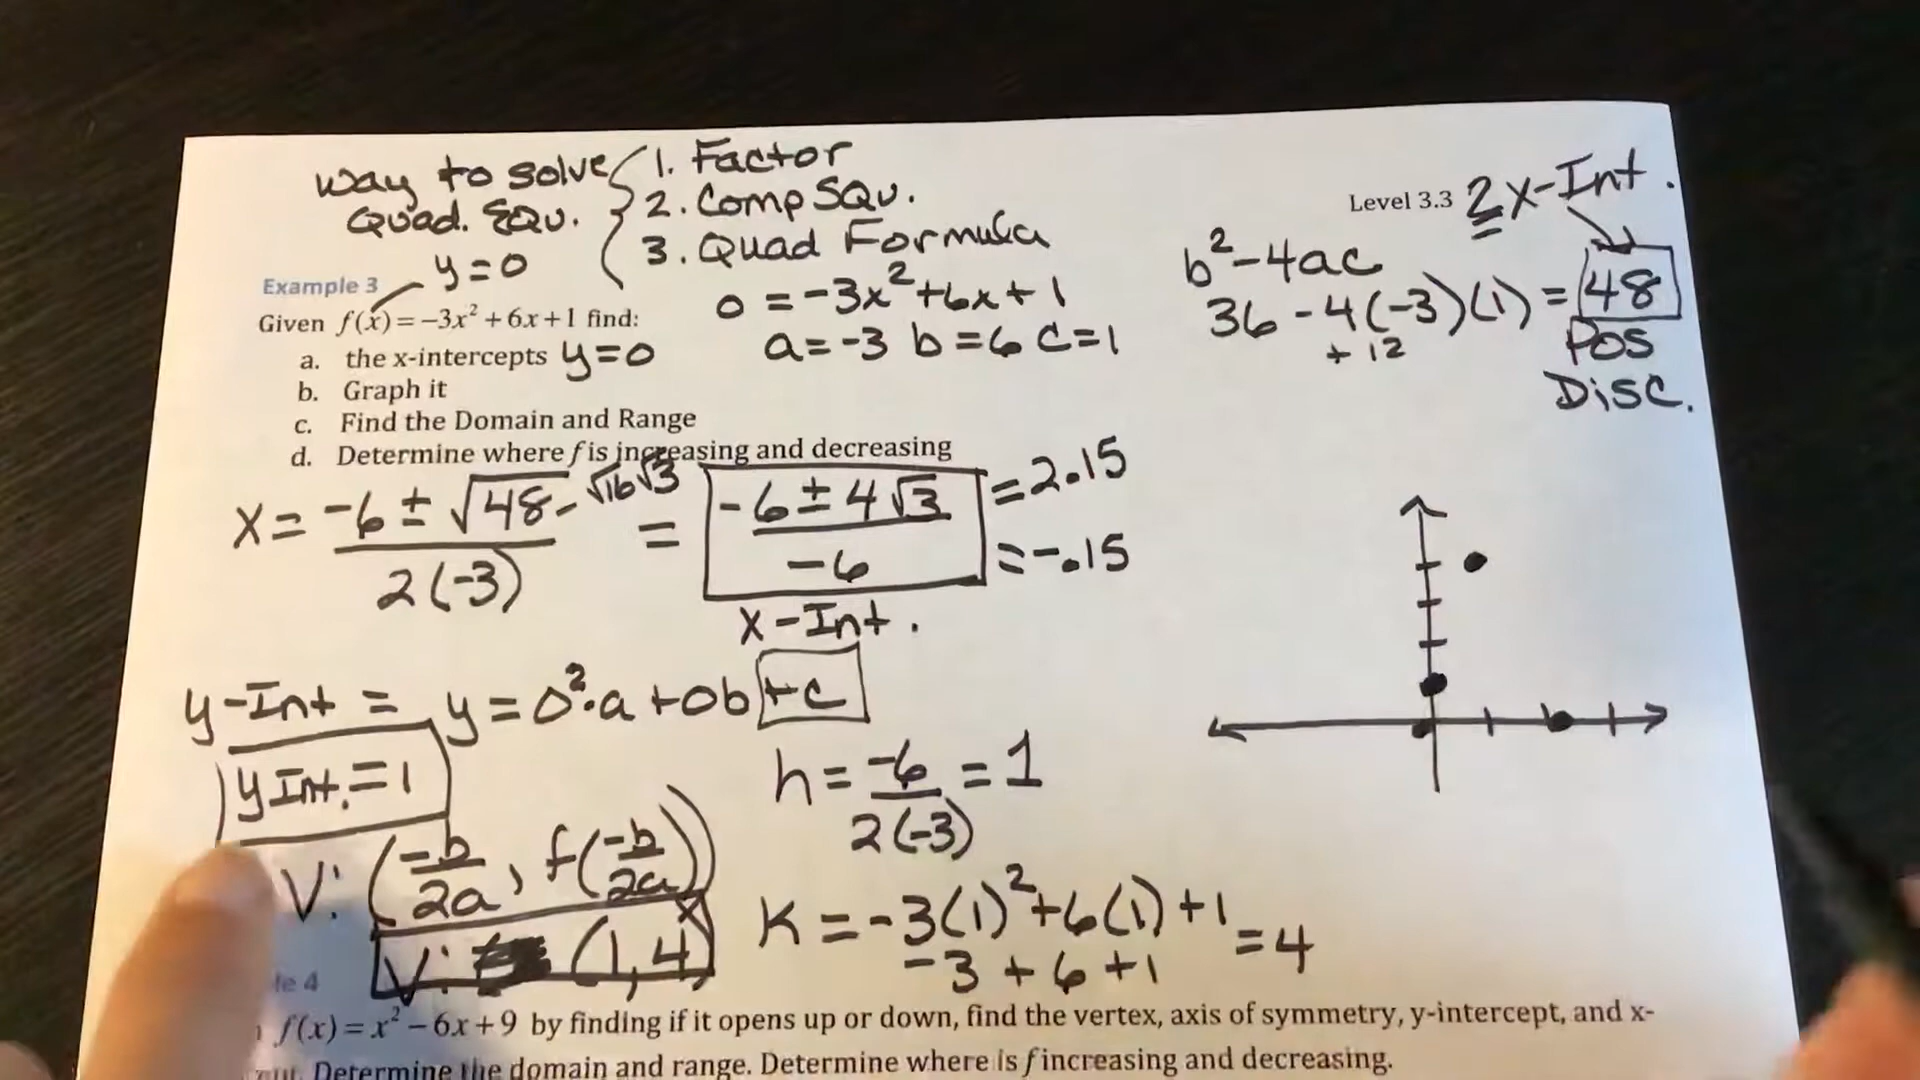 way to solve 1. Factor
Quad. EQU. 2. Comp SQU.
3. Quad Formula
y=0
Level 3.3 2 x-Int.
b²-4ac
36 -4(-3)(1) = 48
+ 12
Pos
Disc.
Example 3
0 = -3x²+6x+1
Given f(x) = −3x² + 6x + 1 find:
a=-3 b=6 c=1
a. the x-intercepts y=0
b. Graph it
c. Find the Domain and Range
d. Determine where f is increasing and decreasing
x = -6 ± √48 - √16√3
2(-3)
= -6 ± 4√3
-6
= 2.15
= -.15
x-Int.
y-Int = y = 0²·a + 0b + c
y Int. = 1
h = -6 = 1
2(-3)
V: (-b/2a, f(-b/2a))
K = -3(1)²+6(1)+1 = 4
-3 + 6 +1
V: (1,4)
le 4
f(x) = x² − 6x + 9 by finding if it opens up or down, find the vertex, axis of symmetry, y-intercept, and x-
Determine the domain and range. Determine where is f increasing and decreasing.